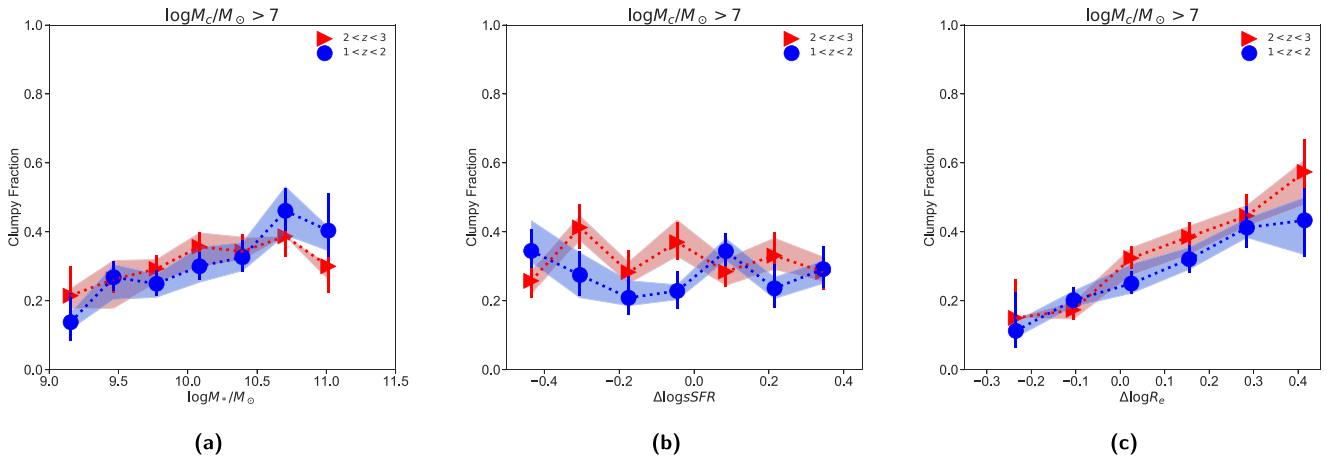 logM_c/M_⊙ > 7
1.0
0.8
0.6
0.4
0.2
0.0
Clumpy Fraction
2 < z < 3
1 < z < 2
9.0 9.5 10.0 10.5 11.0 11.5
logM_*/M_⊙
(a)
logM_c/M_⊙ > 7
1.0
0.8
0.6
0.4
0.2
0.0
Clumpy Fraction
2 < z < 3
1 < z < 2
−0.4 −0.2 0.0 0.2 0.4
ΔlogsSFR
(b)
logM_c/M_⊙ > 7
1.0
0.8
0.6
0.4
0.2
0.0
Clumpy Fraction
2 < z < 3
1 < z < 2
−0.3 −0.2 −0.1 0.0 0.1 0.2 0.3 0.4
ΔlogR_e
(c)